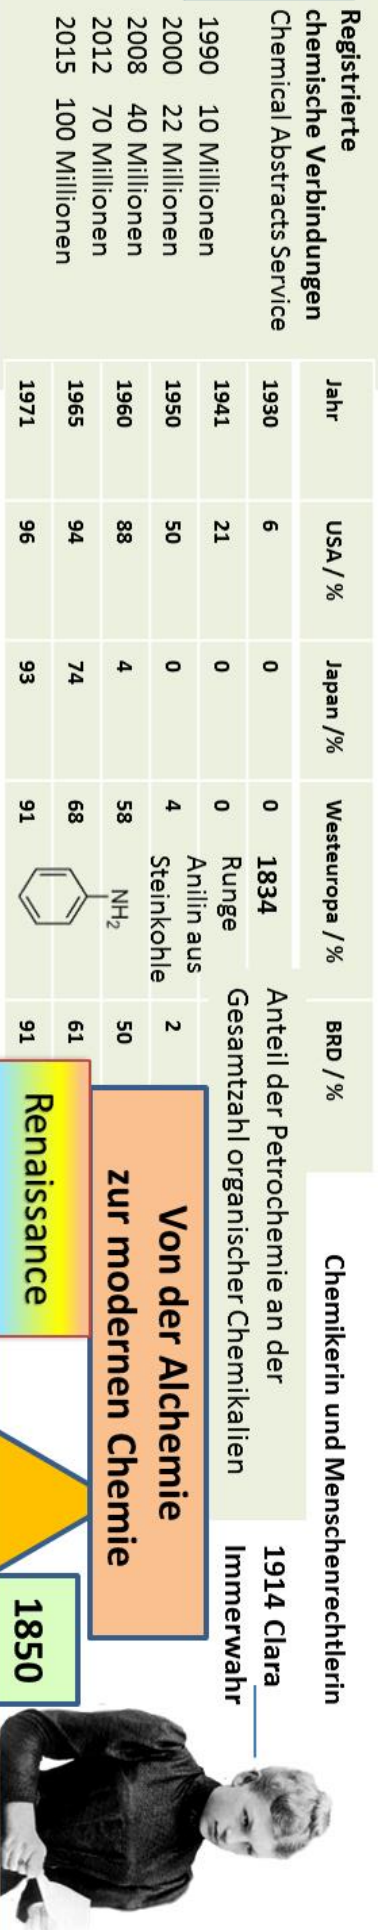 Registrierte
chemische Verbindungen
Chemical Abstracts Service
1990 10 Millionen
2000 22 Millionen
2008 40 Millionen
2012 70 Millionen
2015 100 Millionen
Jahr USA / % Japan /% Westeuropa / % BRD / %
1930 6 0 0
1941 21 0 0
1950 50 0 4 2
1960 88 4 58 50
1965 94 74 68 61
1971 96 93 91 91
1834
Runge
Anilin aus
Steinkohle
NH₂
Anteil der Petrochemie an der
Gesamtzahl organischer Chemikalien
Von der Alchemie
zur modernen Chemie
Renaissance
Chemikerin und Menschenrechtlerin
1914 Clara
Immerwahr
1850